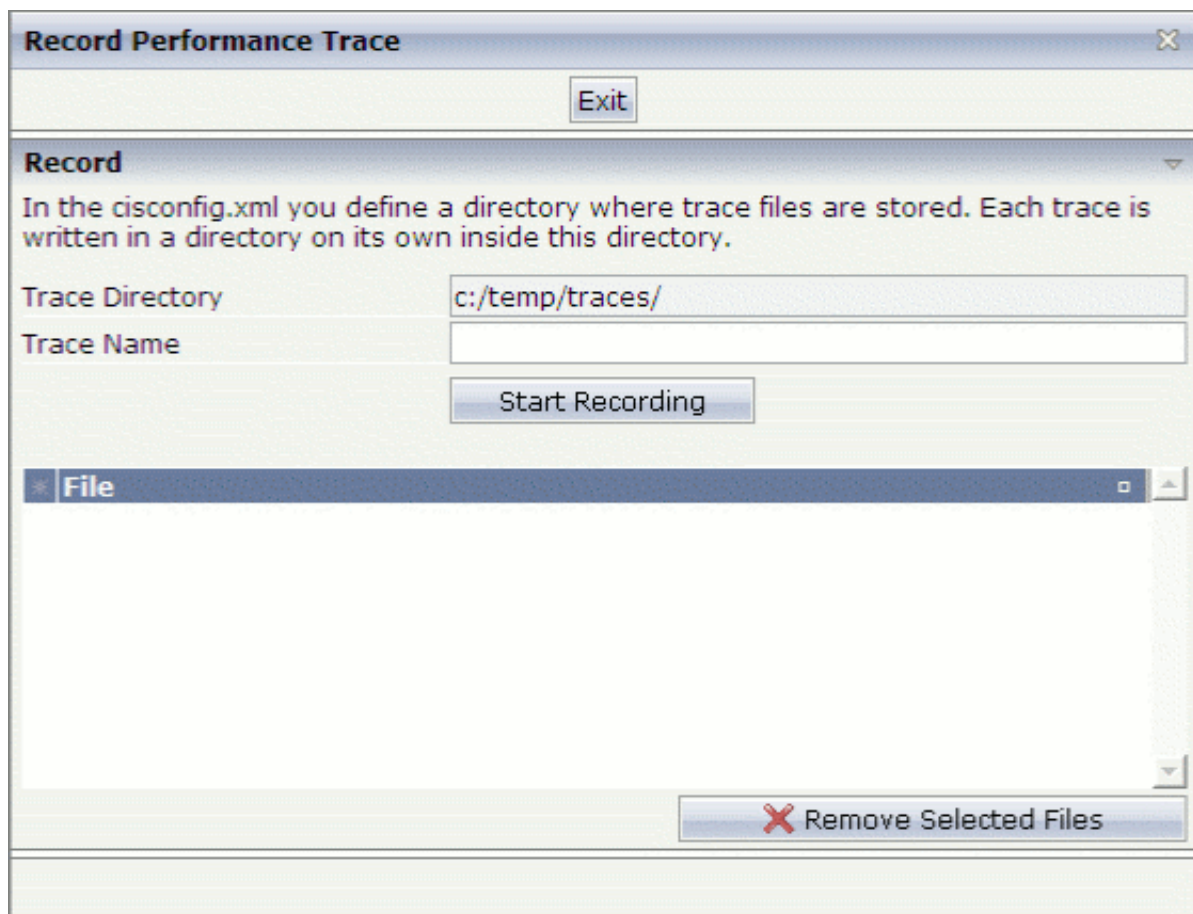 Record Performance Trace
Exit
Record
In the cisconfig.xml you define a directory where trace files are stored. Each trace is
written in a directory on its own inside this directory.
Trace Directory
c:/temp/traces/
Trace Name
Start Recording
File
Remove Selected Files